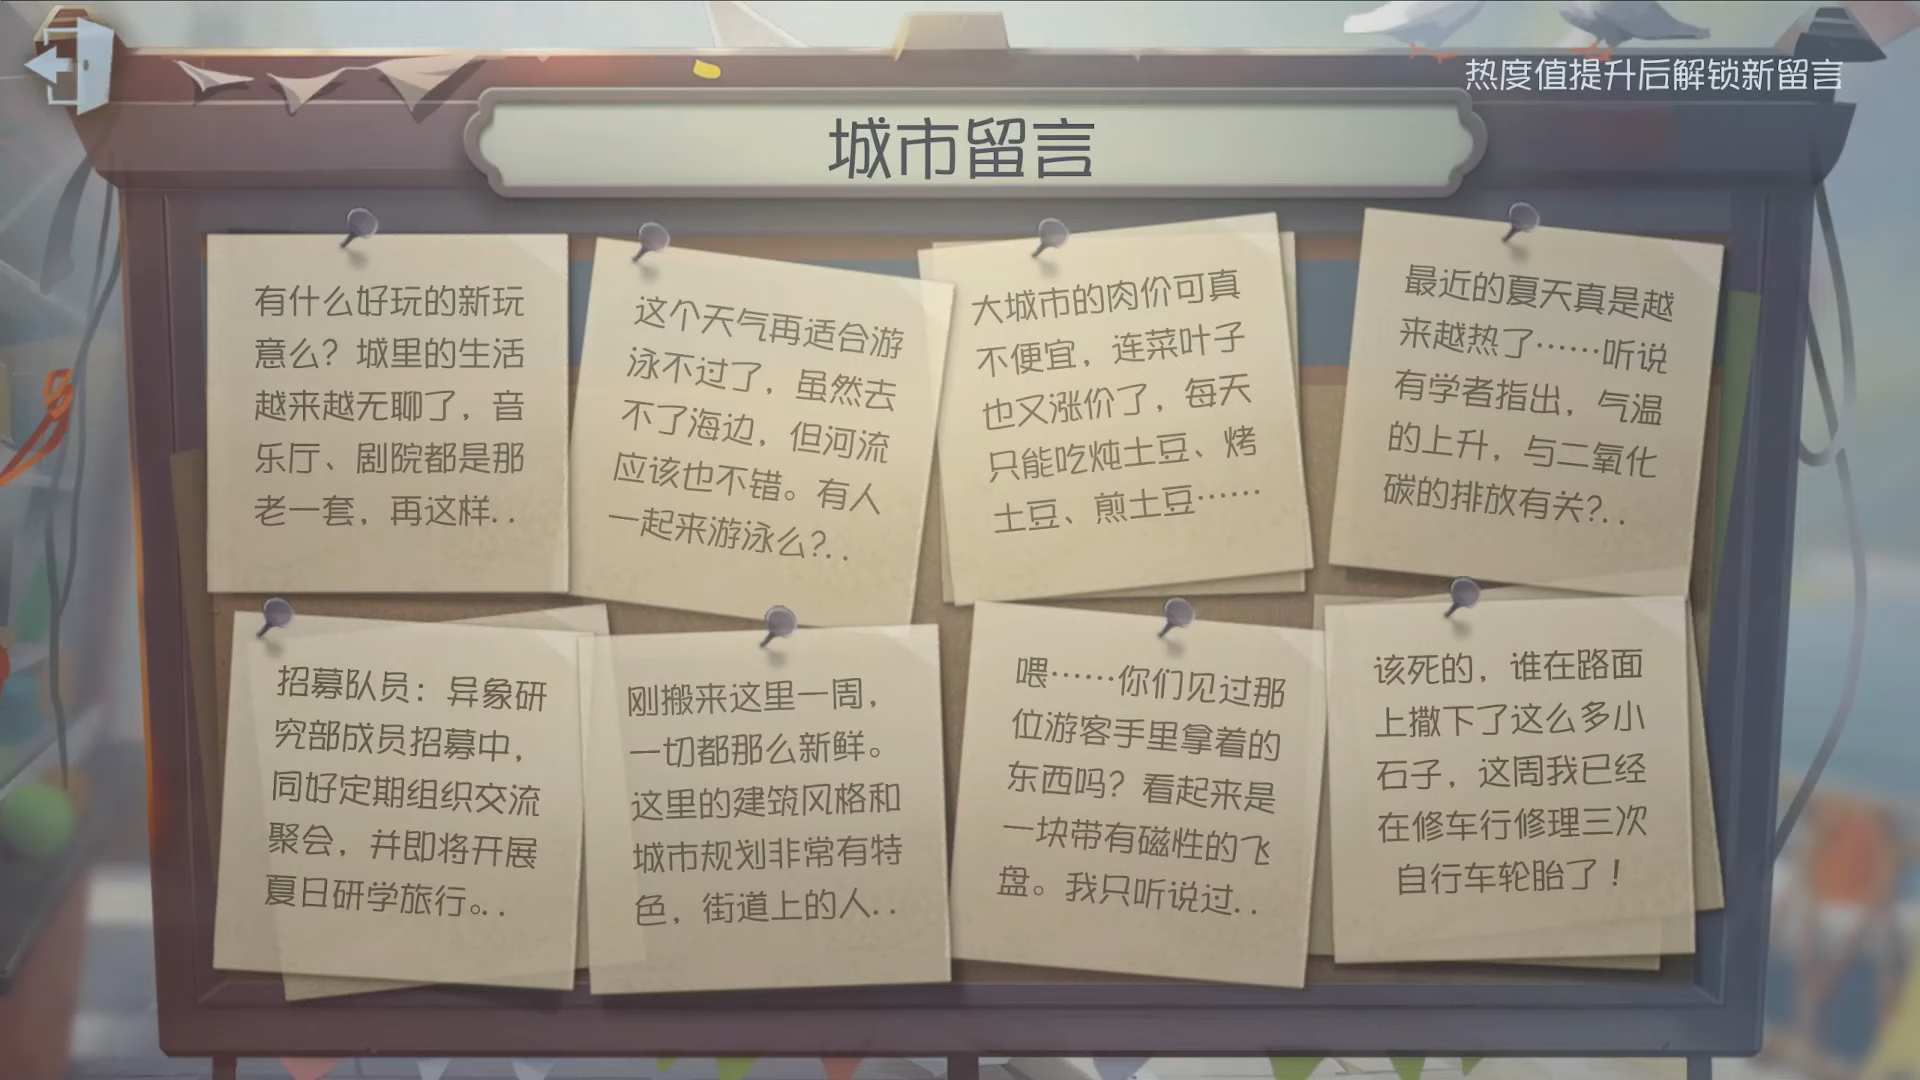 热度值提升后解锁新留言
城市留言
有什么好玩的新玩
意么？城里的生活
越来越无聊了，音
乐厅、剧院都是那
老一套，再这样..
这个天气再适合游
泳不过了，虽然去
不了海边，但河流
应该也不错。有人
一起来游泳么？..
大城市的肉价可真
不便宜，连菜叶子
也又涨价了，每天
只能吃炖土豆、烤
土豆、煎土豆……
最近的夏天真是越
来越热了……听说
有学者指出，气温
的上升，与二氧化
碳的排放有关？..
招募队员：异象研
究部成员招募中，
同好定期组织交流
聚会，并即将开展
夏日研学旅行。..
刚搬来这里一周，
一切都那么新鲜。
这里的建筑风格和
城市规划非常有特
色，街道上的人..
喂……你们见过那
位游客手里拿着的
东西吗？看起来是
一块带有磁性的飞
盘。我只听说过..
该死的，谁在路面
上撒下了这么多小
石子，这周我已经
在修车行修理三次
自行车轮胎了！